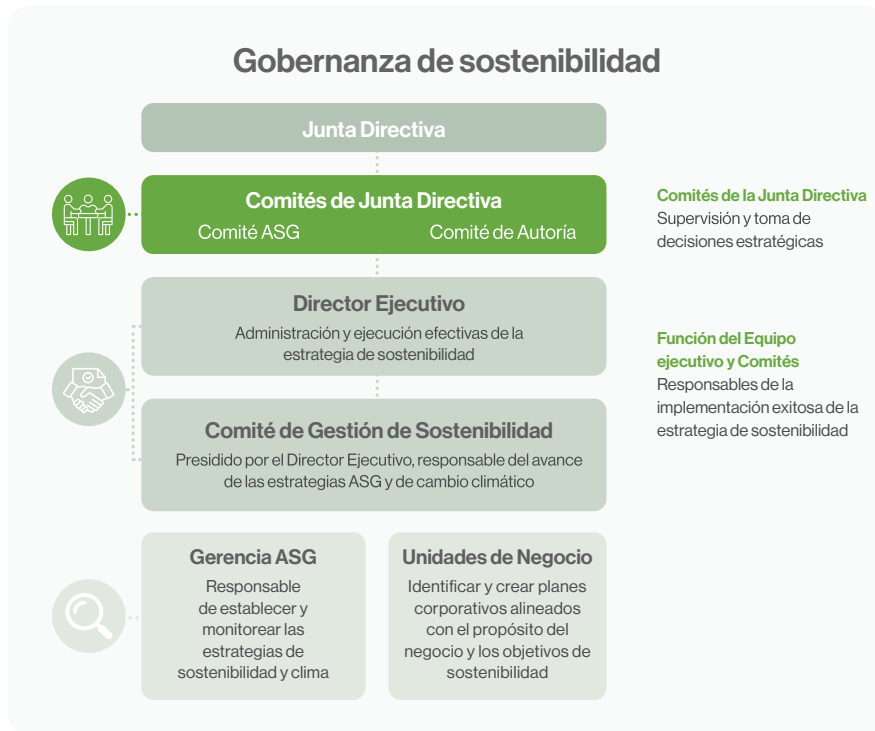 Gobernanza de sostenibilidad
Junta Directiva
Comités de Junta Directiva
Comité ASG
Comité de Autoría
Comités de la Junta Directiva
Supervisión y toma de
decisiones estratégicas
Director Ejecutivo
Administración y ejecución efectivas de la
estrategia de sostenibilidad
Función del Equipo
ejecutivo y Comités
Responsables de la
implementación exitosa de la
estrategia de sostenibilidad
Comité de Gestión de Sostenibilidad
Presidido por el Director Ejecutivo, responsable del avance
de las estrategias ASG y de cambio climático
Gerencia ASG
Responsable
de establecer y
monitorear las
estrategias de
sostenibilidad y clima
Unidades de Negocio
Identificar y crear planes
corporativos alineados
con el propósito del
negocio y los objetivos de
sostenibilidad